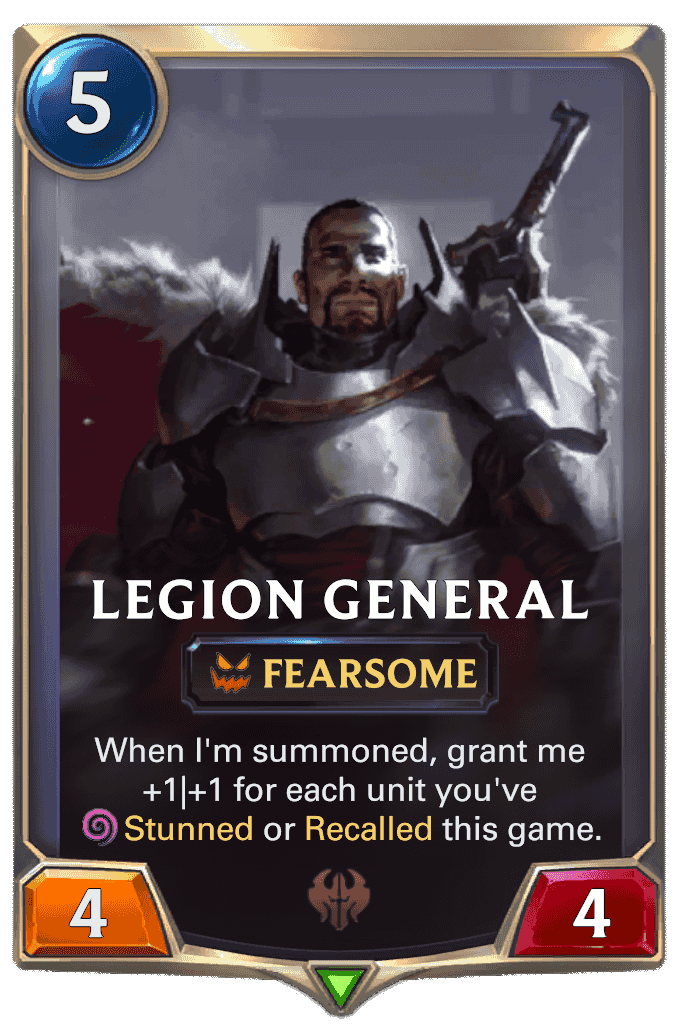 5
LEGION GENERAL
FEARSOME
When I'm summoned, grant me
+1|+1 for each unit you've
Stunned or Recalled this game.
4 4